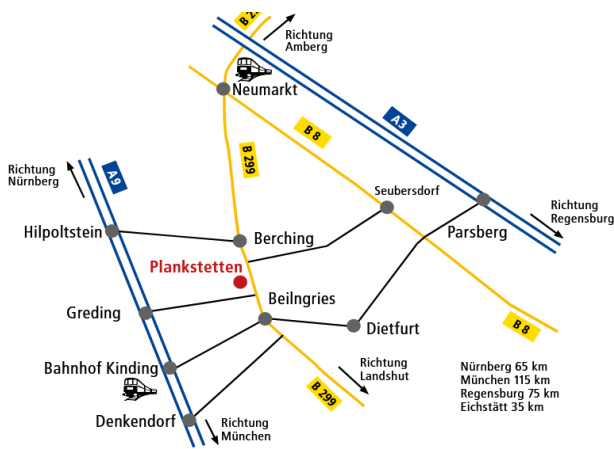 B 2
Richtung
Amberg
Neumarkt
A3
B 8
B 299
A9
Richtung
Nürnberg
Seubersdorf
Richtung
Regensburg
Parsberg
Hilpoltstein
Berching
Plankstetten
Beilngries
Greding
Dietfurt
B 8
Bahnhof Kinding
Richtung
Landshut
B 299
Nürnberg 65 km
München 115 km
Regensburg 75 km
Eichstätt 35 km
Denkendorf
Richtung
München